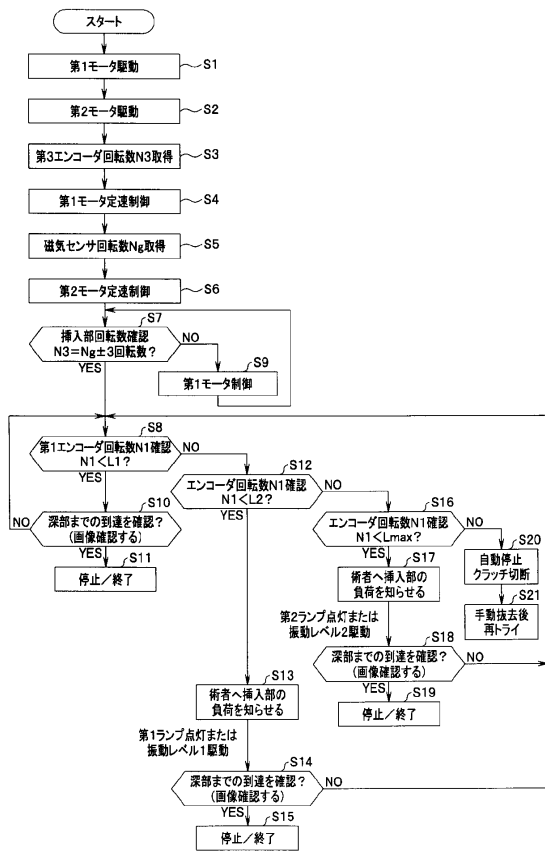 スタート
第1モータ駆動
S1
第2モータ駆動
S2
第3エンコーダ回転数N3取得
S3
第1モータ定速制御
S4
磁気センサ回転数Ng取得
S5
第2モータ定速制御
S6
S7
挿入部回転数確認
N3=Ng±3回転数?
NO
YES
S9
第1モータ制御
S8
第1エンコーダ回転数N1確認
N1<L1?
NO
YES
S10
深部までの到達を確認?
(画像確認する)
NO
YES
S11
停止/終了
S12
エンコーダ回転数N1確認
N1<L2?
NO
YES
S13
術者へ挿入部の
負荷を知らせる
第1ランプ点灯または
振動レベル1駆動
S14
深部までの到達を確認?
(画像確認する)
NO
YES
S15
停止/終了
S16
エンコーダ回転数N1確認
N1<Lmax?
NO
YES
S17
術者へ挿入部の
負荷を知らせる
第2ランプ点灯または
振動レベル2駆動
S18
深部までの到達を確認?
(画像確認する)
NO
YES
S19
停止/終了
S20
自動停止
クラッチ切断
S21
手動抜去後
再トライ